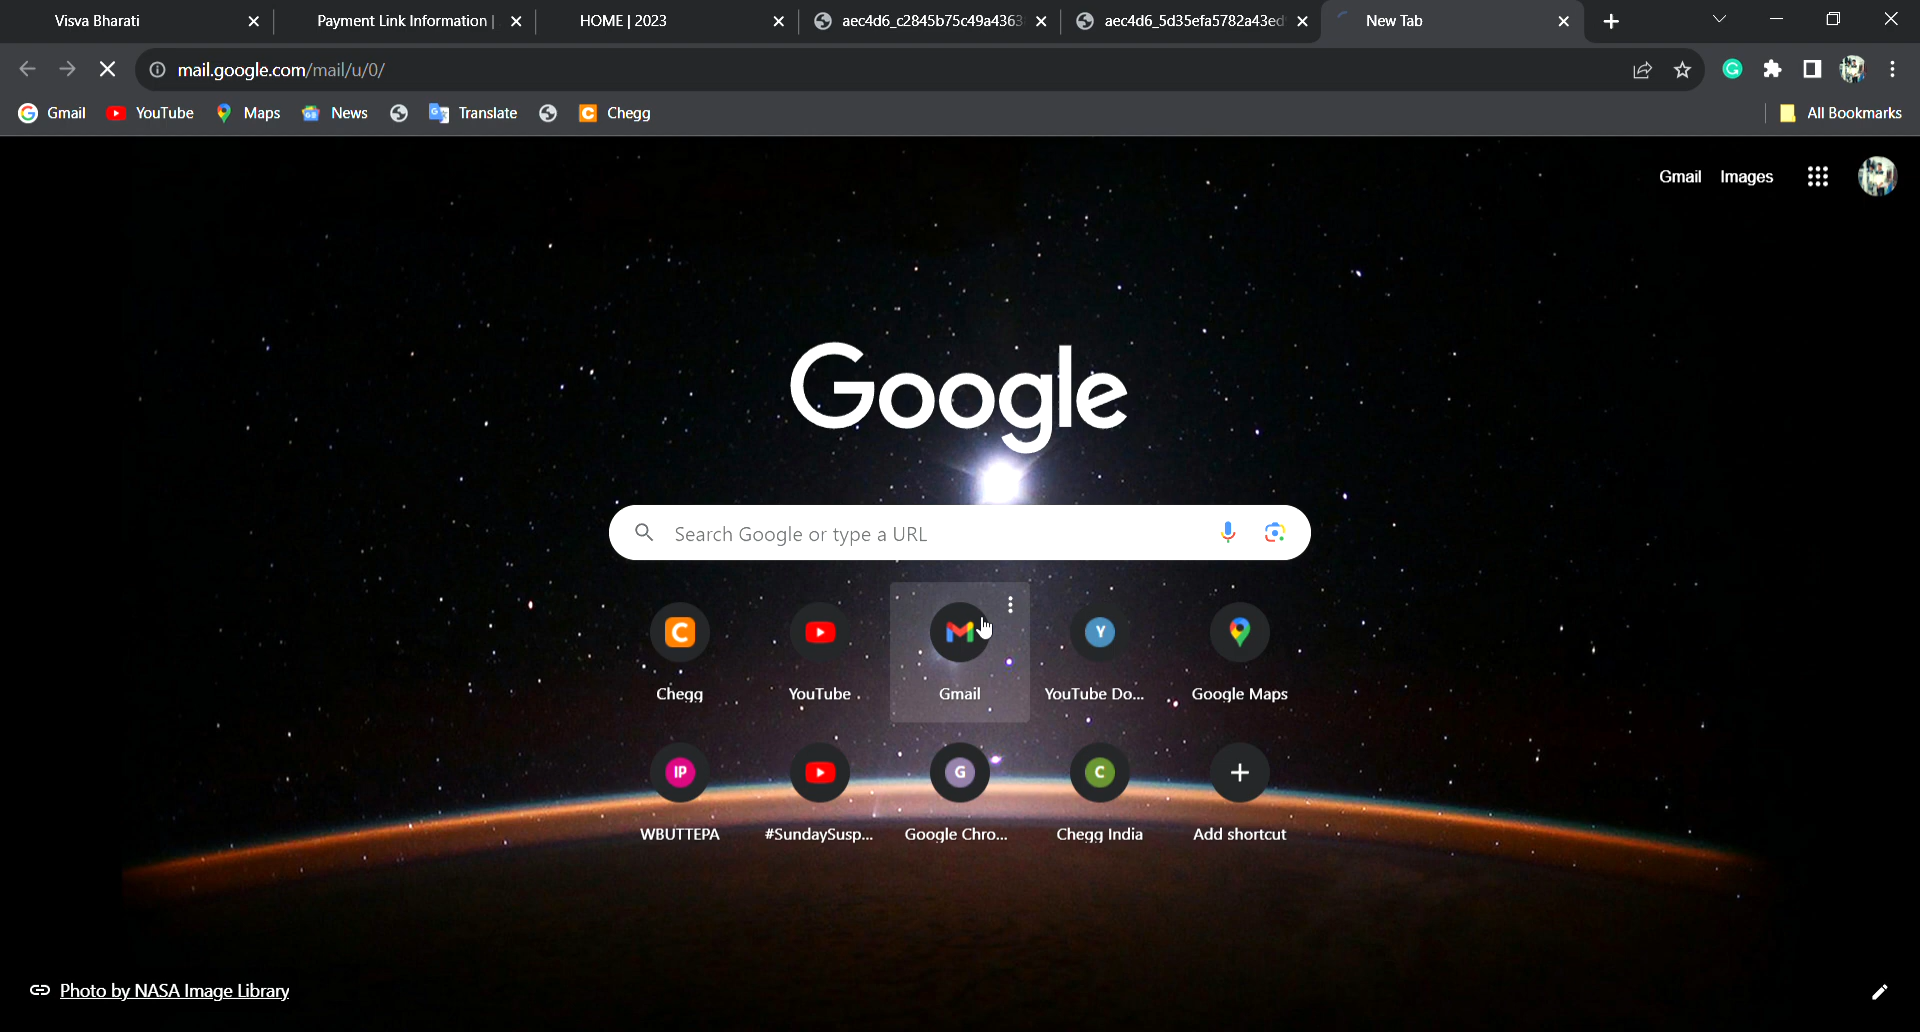 Visva Bharati
Payment Link Information |
HOME | 2023
aec4d6_c2845b75c49a4363
aec4d6_5d35efa5782a43ed
New Tab
mail.google.com/mail/u/0/
Gmail
YouTube
Maps
News
Translate
Chegg
All Bookmarks
Gmail Images
Google
Search Google or type a URL
Chegg
YouTube
Gmail
YouTube Do...
Google Maps
WBUTTEPA
#SundaySusp...
Google Chro...
Chegg India
Add shortcut
Photo by NASA Image Library